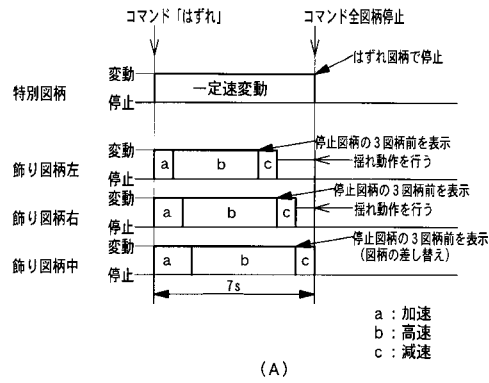 コマンド「はずれ」
コマンド全図柄停止
特別図柄
変動
停止
一定速変動
はずれ図柄で停止
飾り図柄左
変動
停止
a
b
c
停止図柄の3図柄前を表示
揺れ動作を行う
飾り図柄右
変動
停止
a
b
c
停止図柄の3図柄前を表示
揺れ動作を行う
飾り図柄中
変動
停止
a
b
c
停止図柄の3図柄前を表示
(図柄の差し替え)
7s
a：加速
b：高速
c：減速
(A)